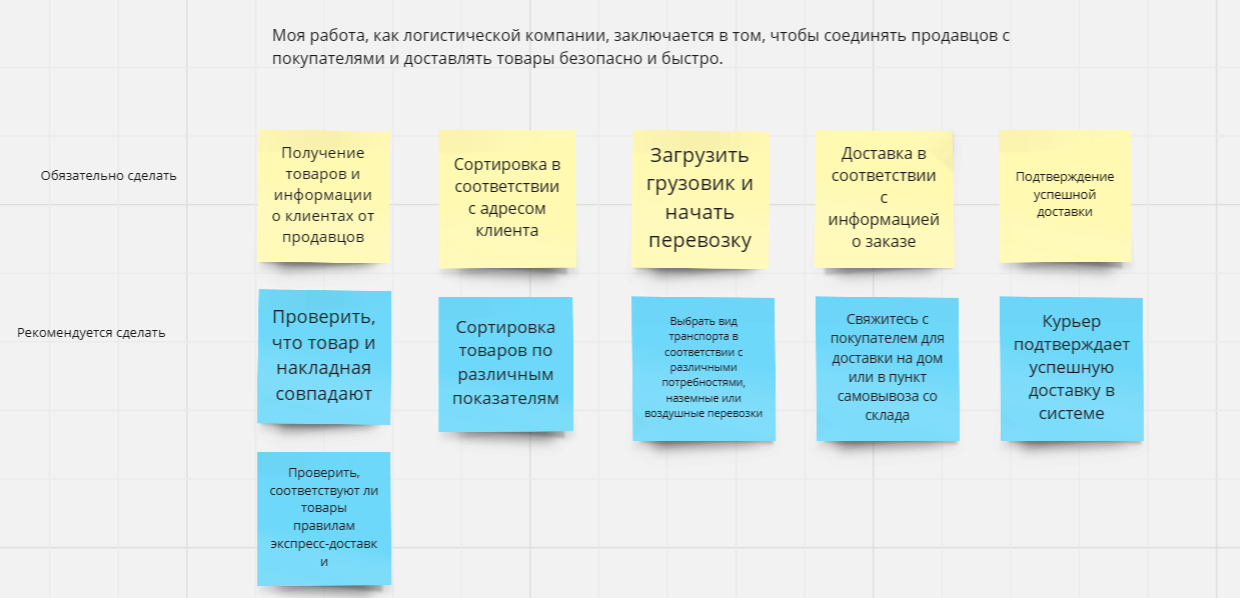 Моя работа, как логистической компании, заключается в том, чтобы соединять продавцов с
покупателями и доставлять товары безопасно и быстро.
Обязательно сделать
Получение
товаров и
информации
о клиентах от
продавцов
Сортировка в
соответствии
с адресом
клиента
Загрузить
грузовик и
начать
перевозку
Доставка в
соответствии
с
информацией
о заказе
Подтверждение
успешной
доставки
Рекомендуется сделать
Проверить,
что товар и
накладная
совпадают
Сортировка
товаров по
различным
показателям
Выбрать вид
транспорта в
соответствии с
различными
потребностями,
наземные или
воздушные перевозки
Свяжитесь с
покупателем для
доставки на дом
или в пункт
самовывоза со
склада
Курьер
подтверждает
успешную
доставку в
системе
Проверить,
соответствуют ли
товары
правилам
экспресс-доставк
и